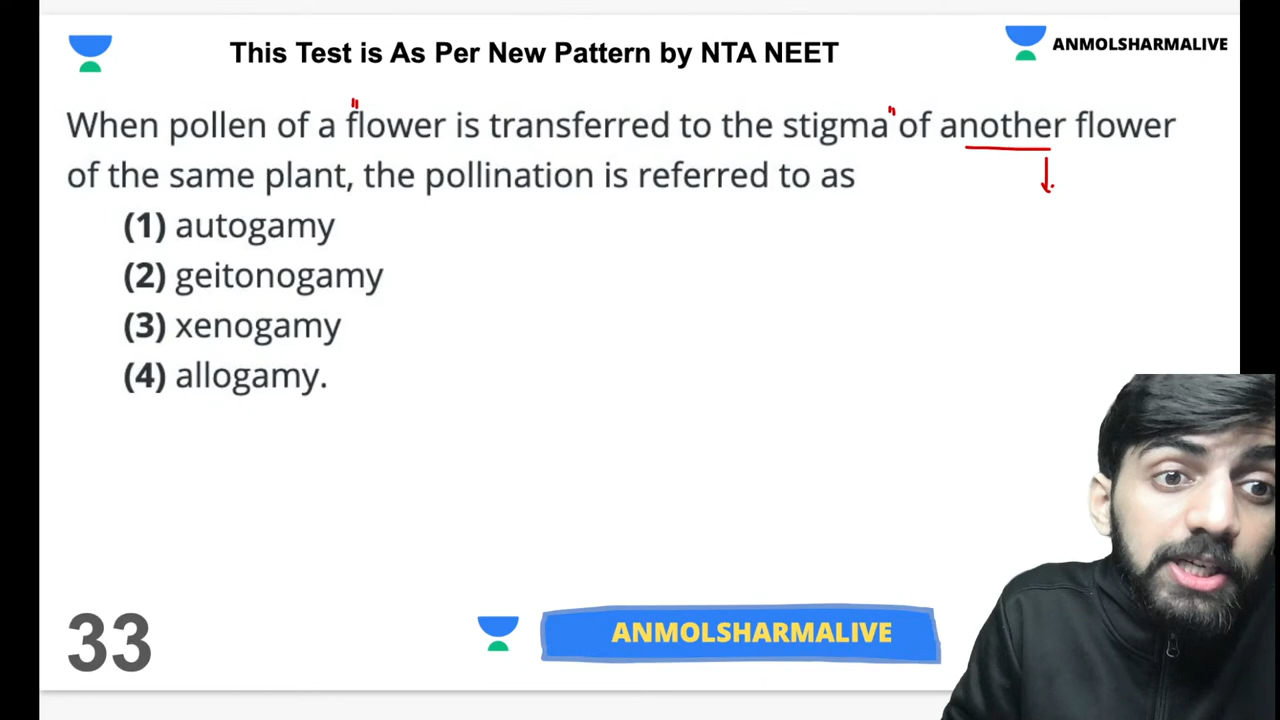 This Test is As Per New Pattern by NTA NEET
ANMOLSHARMALIVE
When pollen of a flower is transferred to the stigma of another flower
of the same plant, the pollination is referred to as
(1) autogamy
(2) geitonogamy
(3) xenogamy
(4) allogamy.
33
ANMOLSHARMALIVE